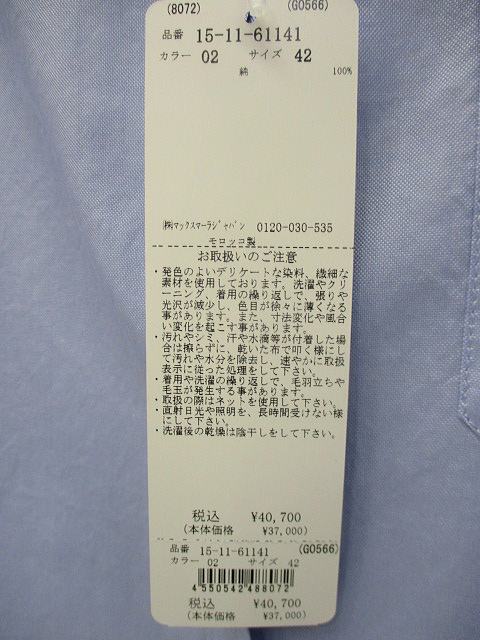 (8072) (G0566)
品番 15-11-61141
カラー 02 サイズ 42
綿 100%
㈱マックスマーラジャパン 0120-030-535
モロッコ製
お取扱いのご注意
・発色のよいデリケートな染料、繊細な
素材を使用しております。洗濯やクリ
ーニング、着用の繰り返しで、張りや
光沢が減少し、色目が徐々に薄くなる
事があります。また、寸法変化や風合
い変化を起こす事があります。
・汚れやシミ、汗や水滴等が付着した場
合は擦らずに、乾いた布で叩く様にし
て汚れや水分を除去し、速やかに取扱
表示に従った処理をして下さい。
・着用や洗濯の繰り返しで、毛羽立ちや
毛玉が発生する事があります。
・取扱の際はネットを使用して下さい。
・直射日光や照明を、長時間受けない様
にして下さい。
・洗濯後の乾燥は陰干しをして下さい。
税込 ¥40,700
(本体価格 ¥37,000)
品番 15-11-61141 (G0566)
カラー 02 サイズ 42
4550542488072
税込 ¥40,700
(本体価格 ¥37,000)